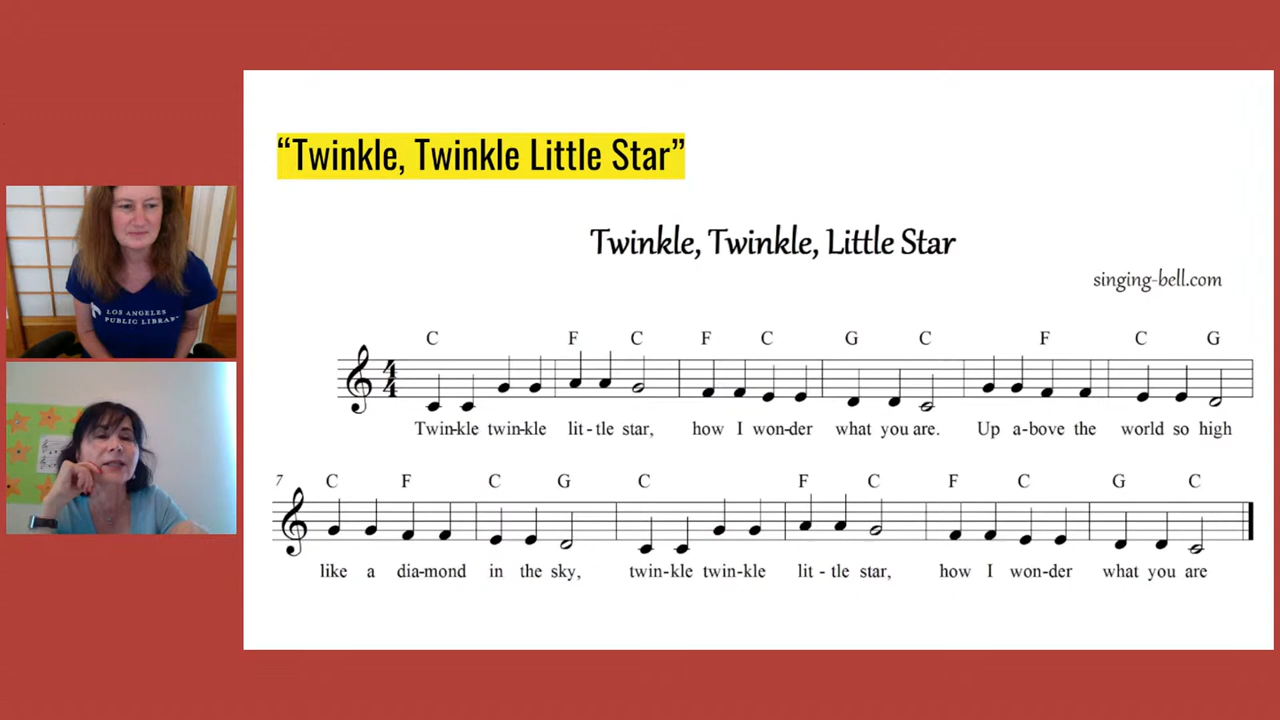 “Twinkle, Twinkle Little Star”
Twinkle, Twinkle, Little Star
singing-bell.com
C F C F C G C F C G
4
4
Twin-kle twin-kle lit-tle star, how I won-der what you are. Up a-bove the world so high
7
C F C G C F C F C G C
like a dia-mond in the sky, twin-kle twin-kle lit-tle star, how I won-der what you are
LOS ANGELES
PUBLIC LIBRARY